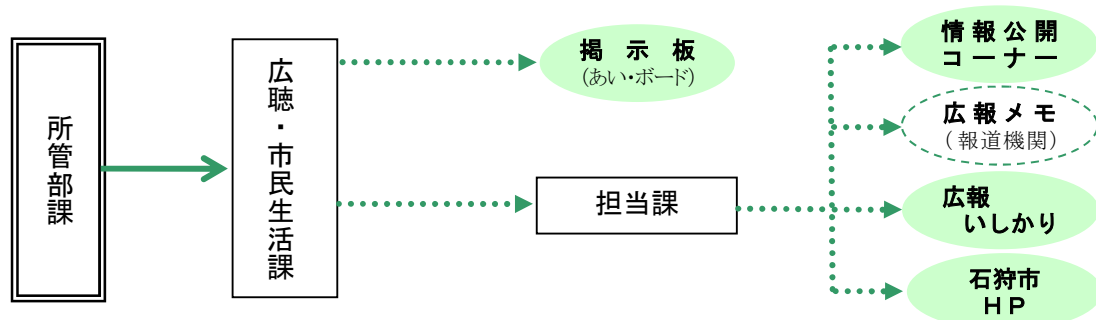 所管部課
広聴・市民生活課
掲示板
(あい・ボード)
担当課
情報公開
コーナー
広報メモ
(報道機関)
広報
いしかり
石狩市
HP